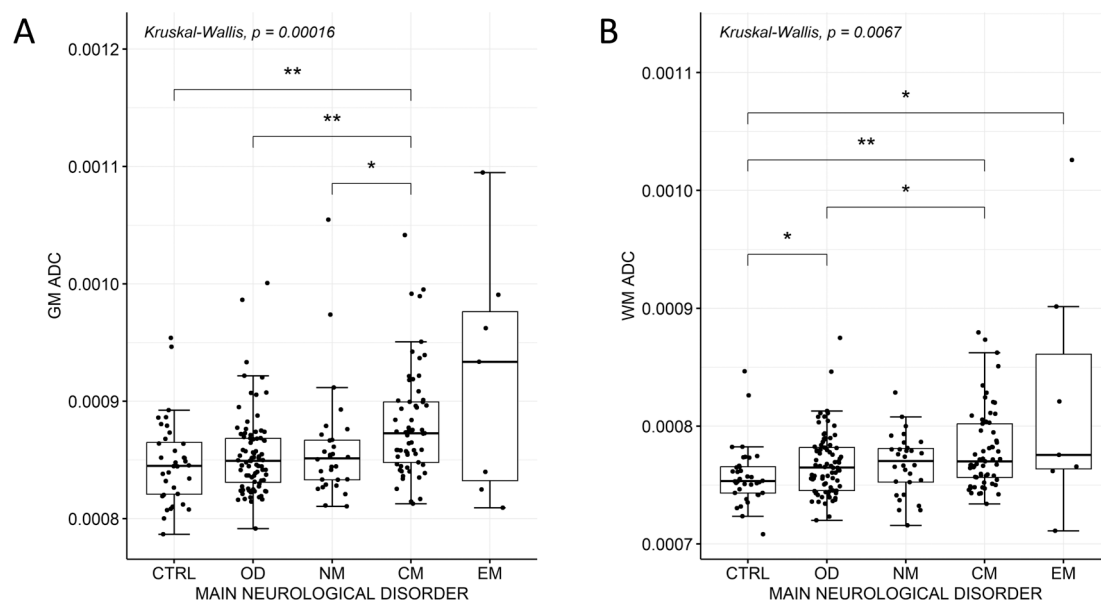 A
Kruskal-Wallis, p = 0.00016
0.0012
**
**
*
0.0011
0.0010
GM ADC
0.0009
0.0008
CTRL OD NM CM EM
MAIN NEUROLOGICAL DISORDER
B
Kruskal-Wallis, p = 0.0067
0.0011
*
**
*
*
0.0010
0.0009
WM ADC
0.0008
0.0007
CTRL OD NM CM EM
MAIN NEUROLOGICAL DISORDER